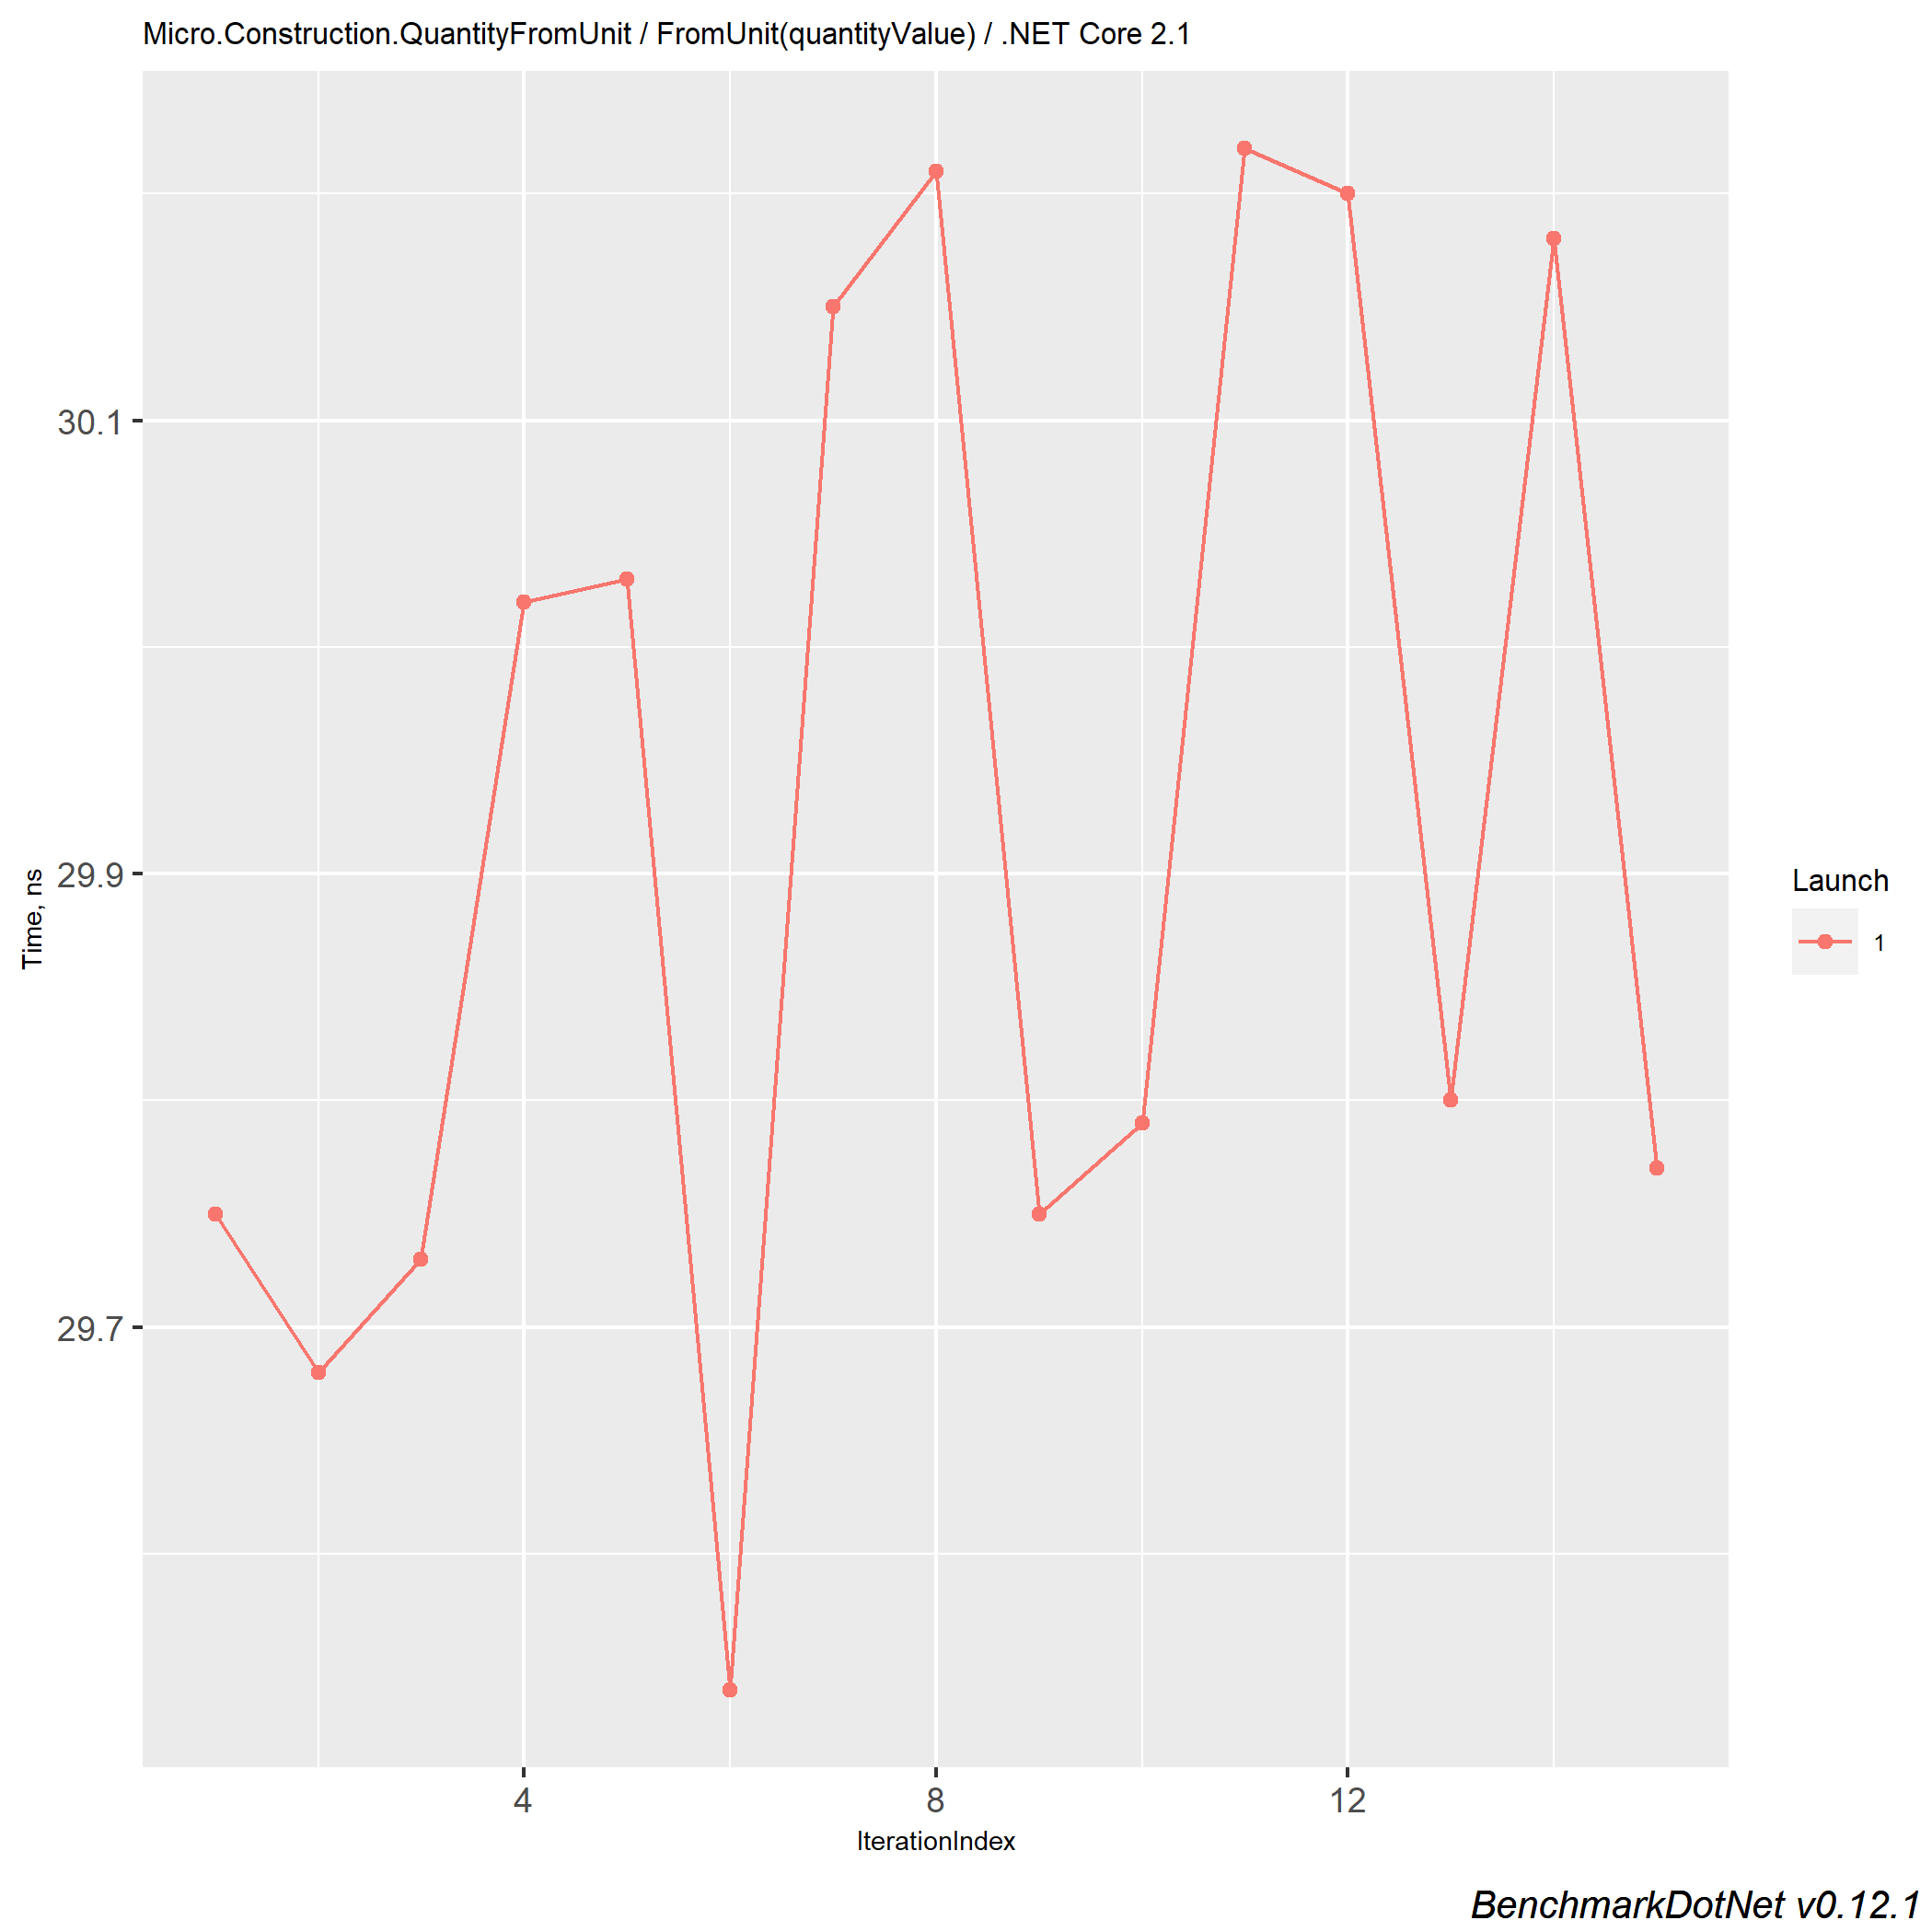 Micro.Construction.QuantityFromUnit / FromUnit(quantityValue) / .NET Core 2.1
30.1
29.9
29.7
Time, ns
4
8
12
IterationIndex
Launch
1
BenchmarkDotNet v0.12.1